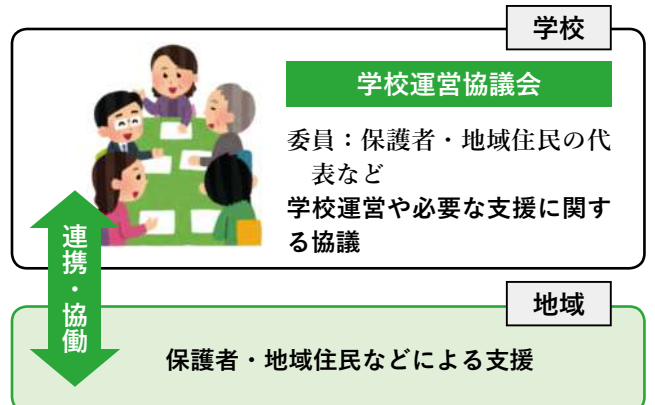 学校
学校運営協議会
委員：保護者・地域住民の代
表など
学校運営や必要な支援に関す
る協議
連携・協働
地域
保護者・地域住民などによる支援